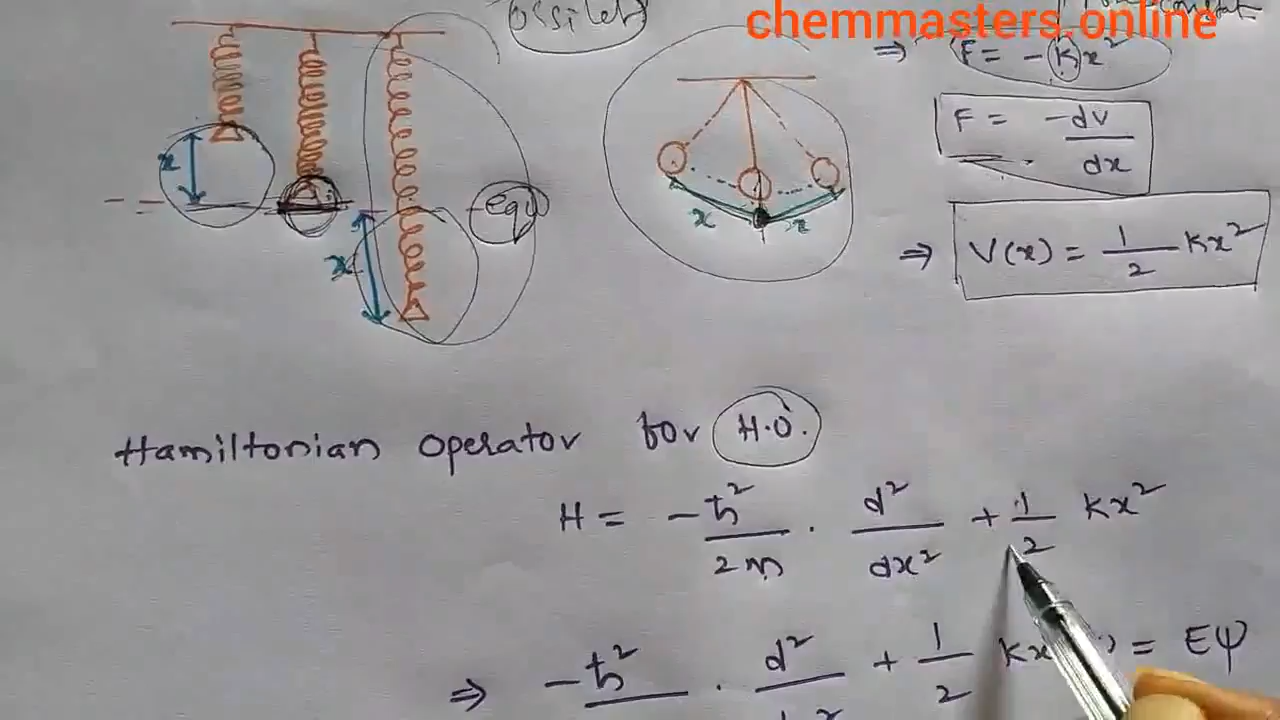 chemmasters.online
⇒ F = - K x²
F = -dV/dx
x
equ
x
x x
⇒ V(x) = 1/2 Kx²
Hamiltonian operator for H.O.
H = -ħ²/2m . d²/dx² + 1/2 Kx²
⇒ -ħ² . d² + 1/2 Kx = Eψ